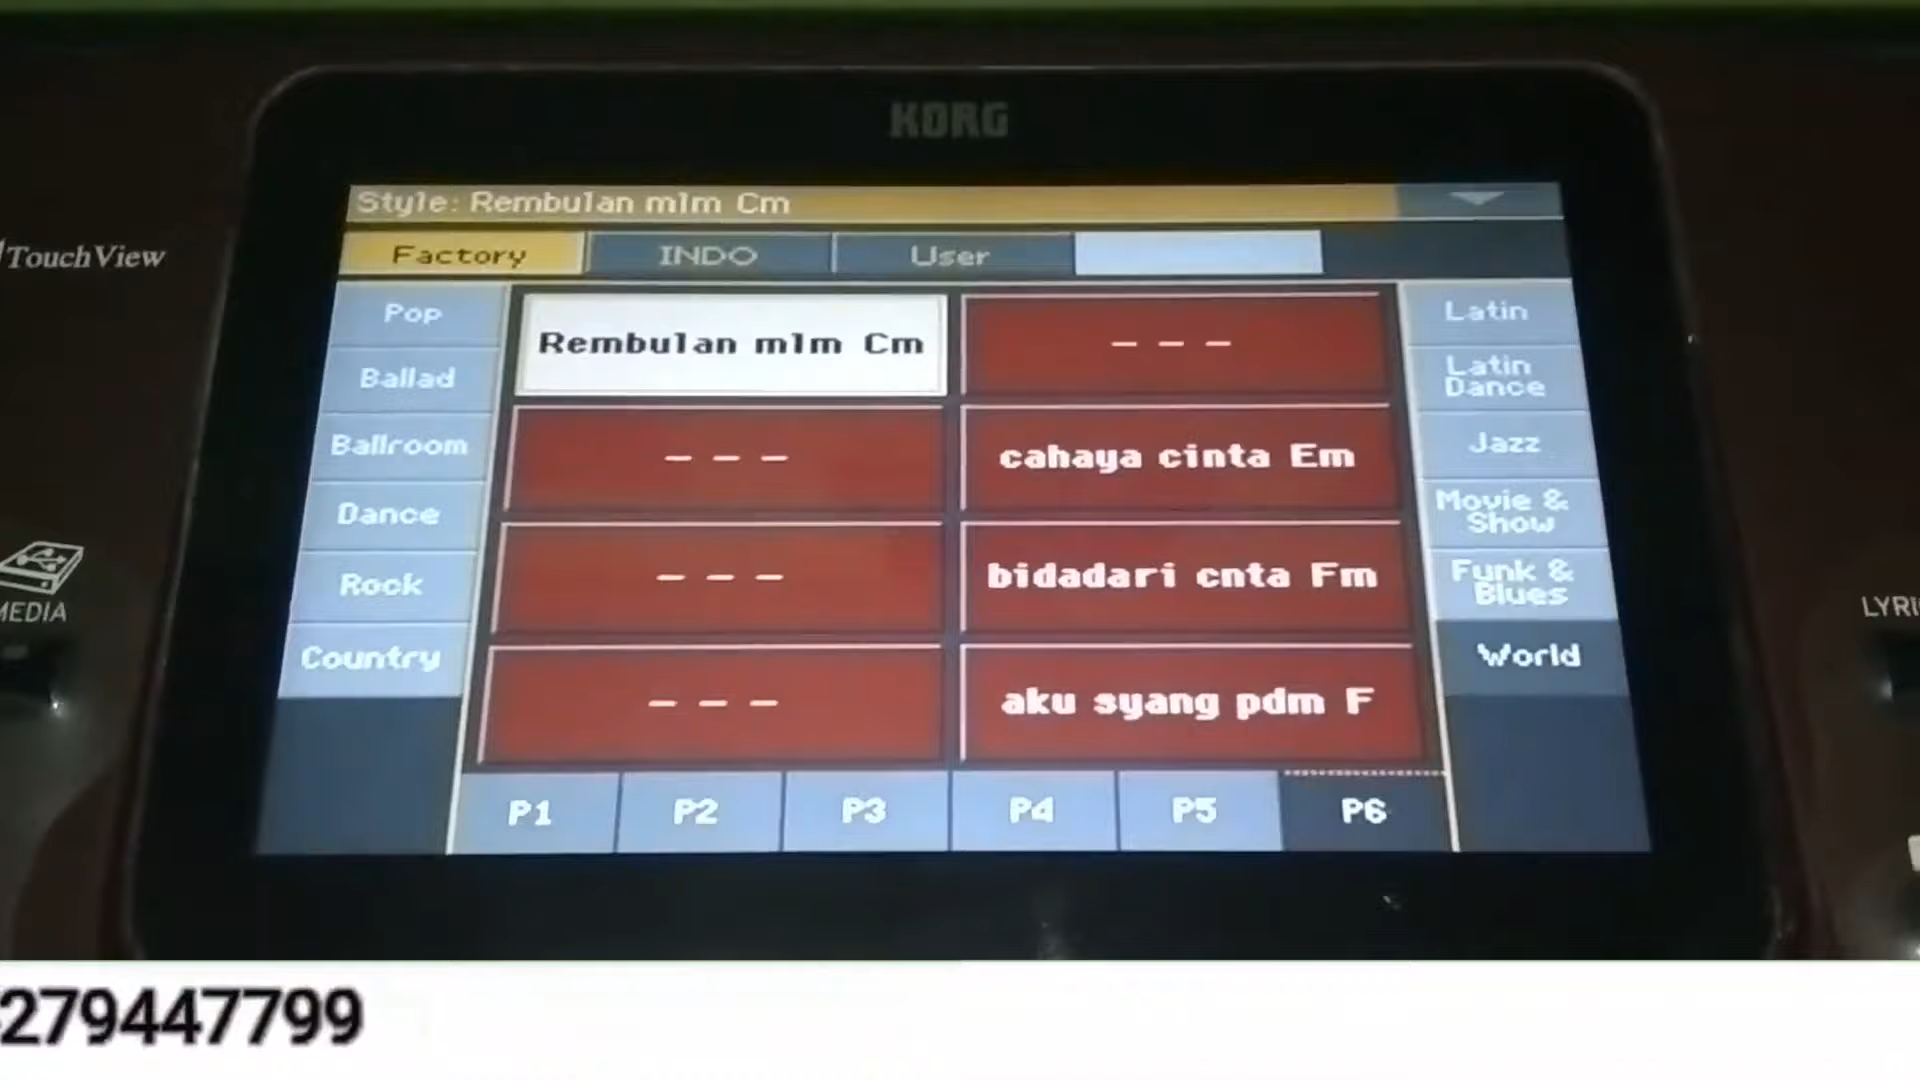 KORG
TouchView
Style: Rembulan mlm Cm
Factory
INDO
User
Pop
Ballad
Ballroom
Dance
Rock
Country
Rembulan mlm Cm
- - -
- - -
cahaya cinta Em
- - -
bidadari cnta Fm
- - -
aku syang pdm F
Latin
Latin
Dance
Jazz
Movie &
Show
Funk &
Blues
World
P1
P2
P3
P4
P5
P6
MEDIA
279447799